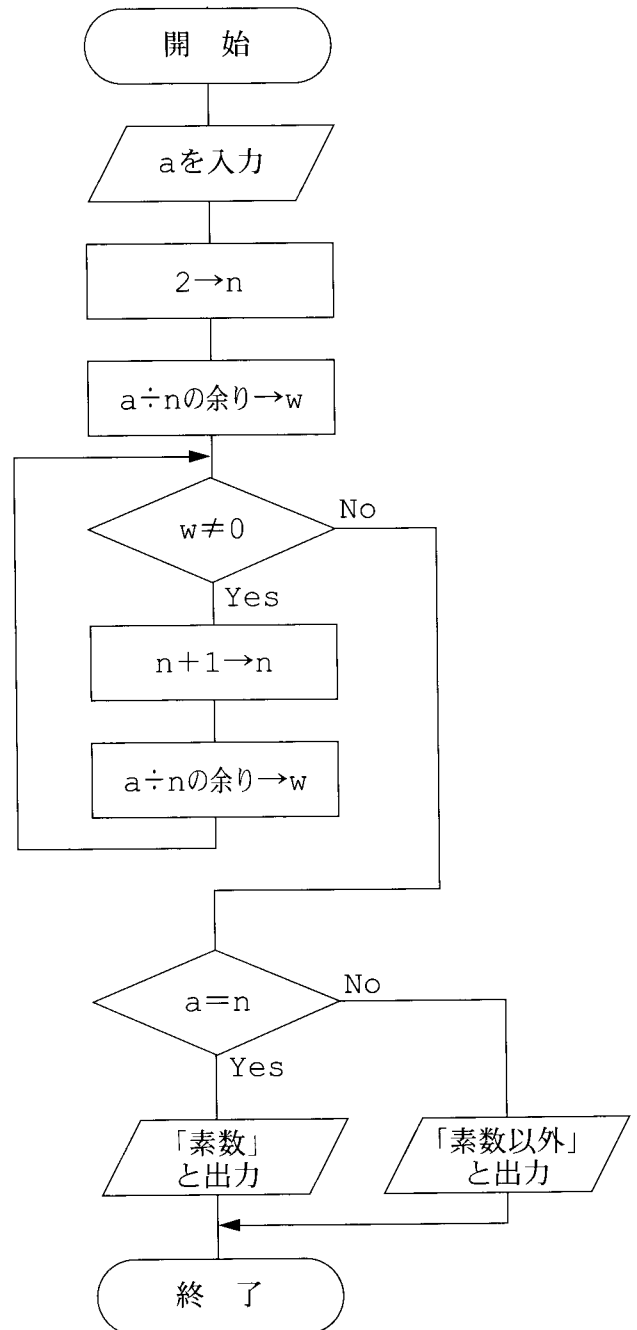 開 始
aを入力
2→n
a÷nの余り→w
w≠0
No
Yes
n+1→n
a÷nの余り→w
a=n
No
Yes
「素数」
と出力
「素数以外」
と出力
終 了